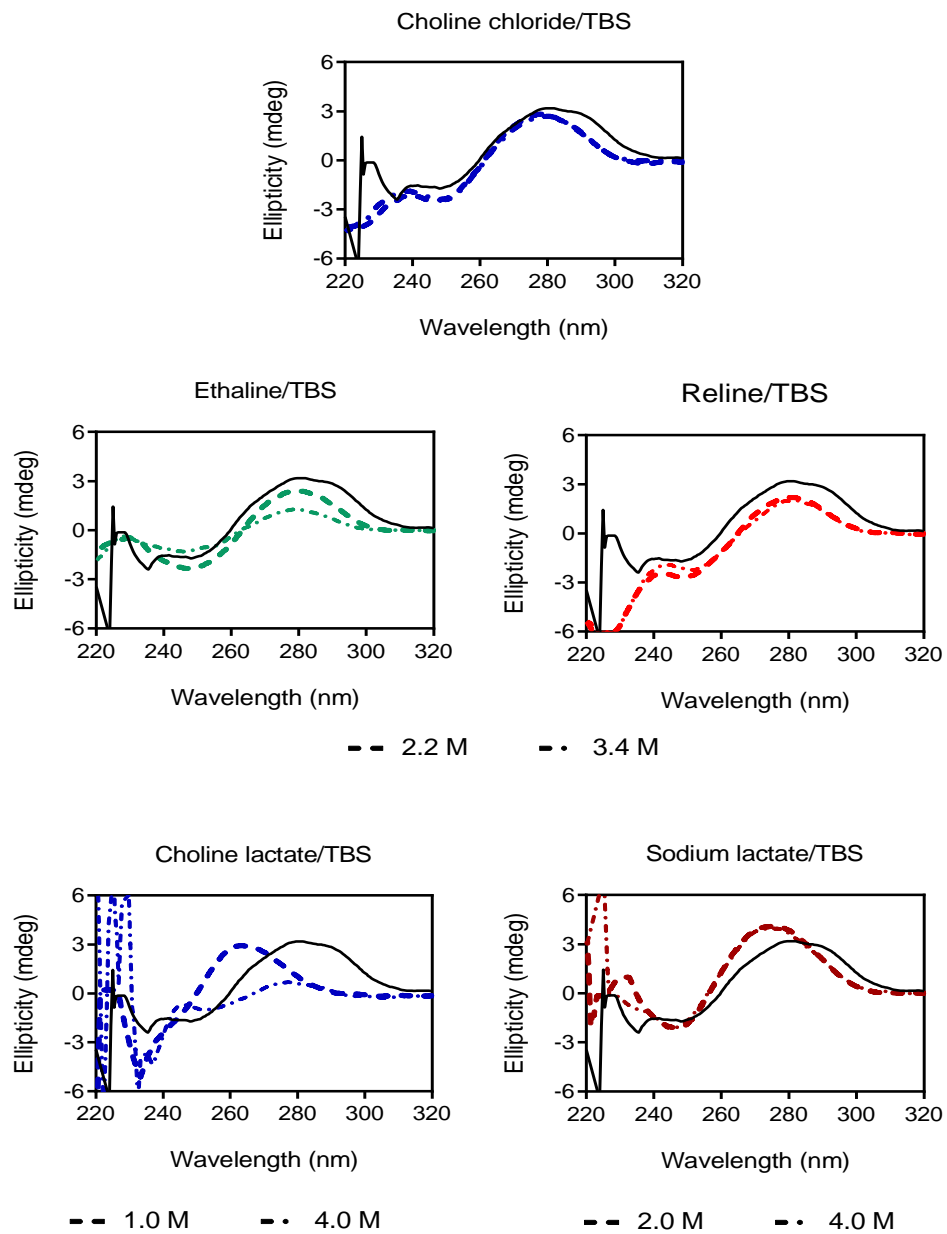 Choline chloride/TBS
Ellipticity (mdeg)
6
3
0
-3
-6
220 240 260 280 300 320
Wavelength (nm)
Ethaline/TBS
Ellipticity (mdeg)
6
3
0
-3
-6
220 240 260 280 300 320
Wavelength (nm)
Reline/TBS
Ellipticity (mdeg)
6
3
0
-3
-6
220 240 260 280 300 320
Wavelength (nm)
2.2 M 3.4 M
Choline lactate/TBS
Ellipticity (mdeg)
6
3
0
-3
-6
220 240 260 280 300 320
Wavelength (nm)
1.0 M 4.0 M
Sodium lactate/TBS
Ellipticity (mdeg)
6
3
0
-3
-6
220 240 260 280 300 320
Wavelength (nm)
2.0 M 4.0 M